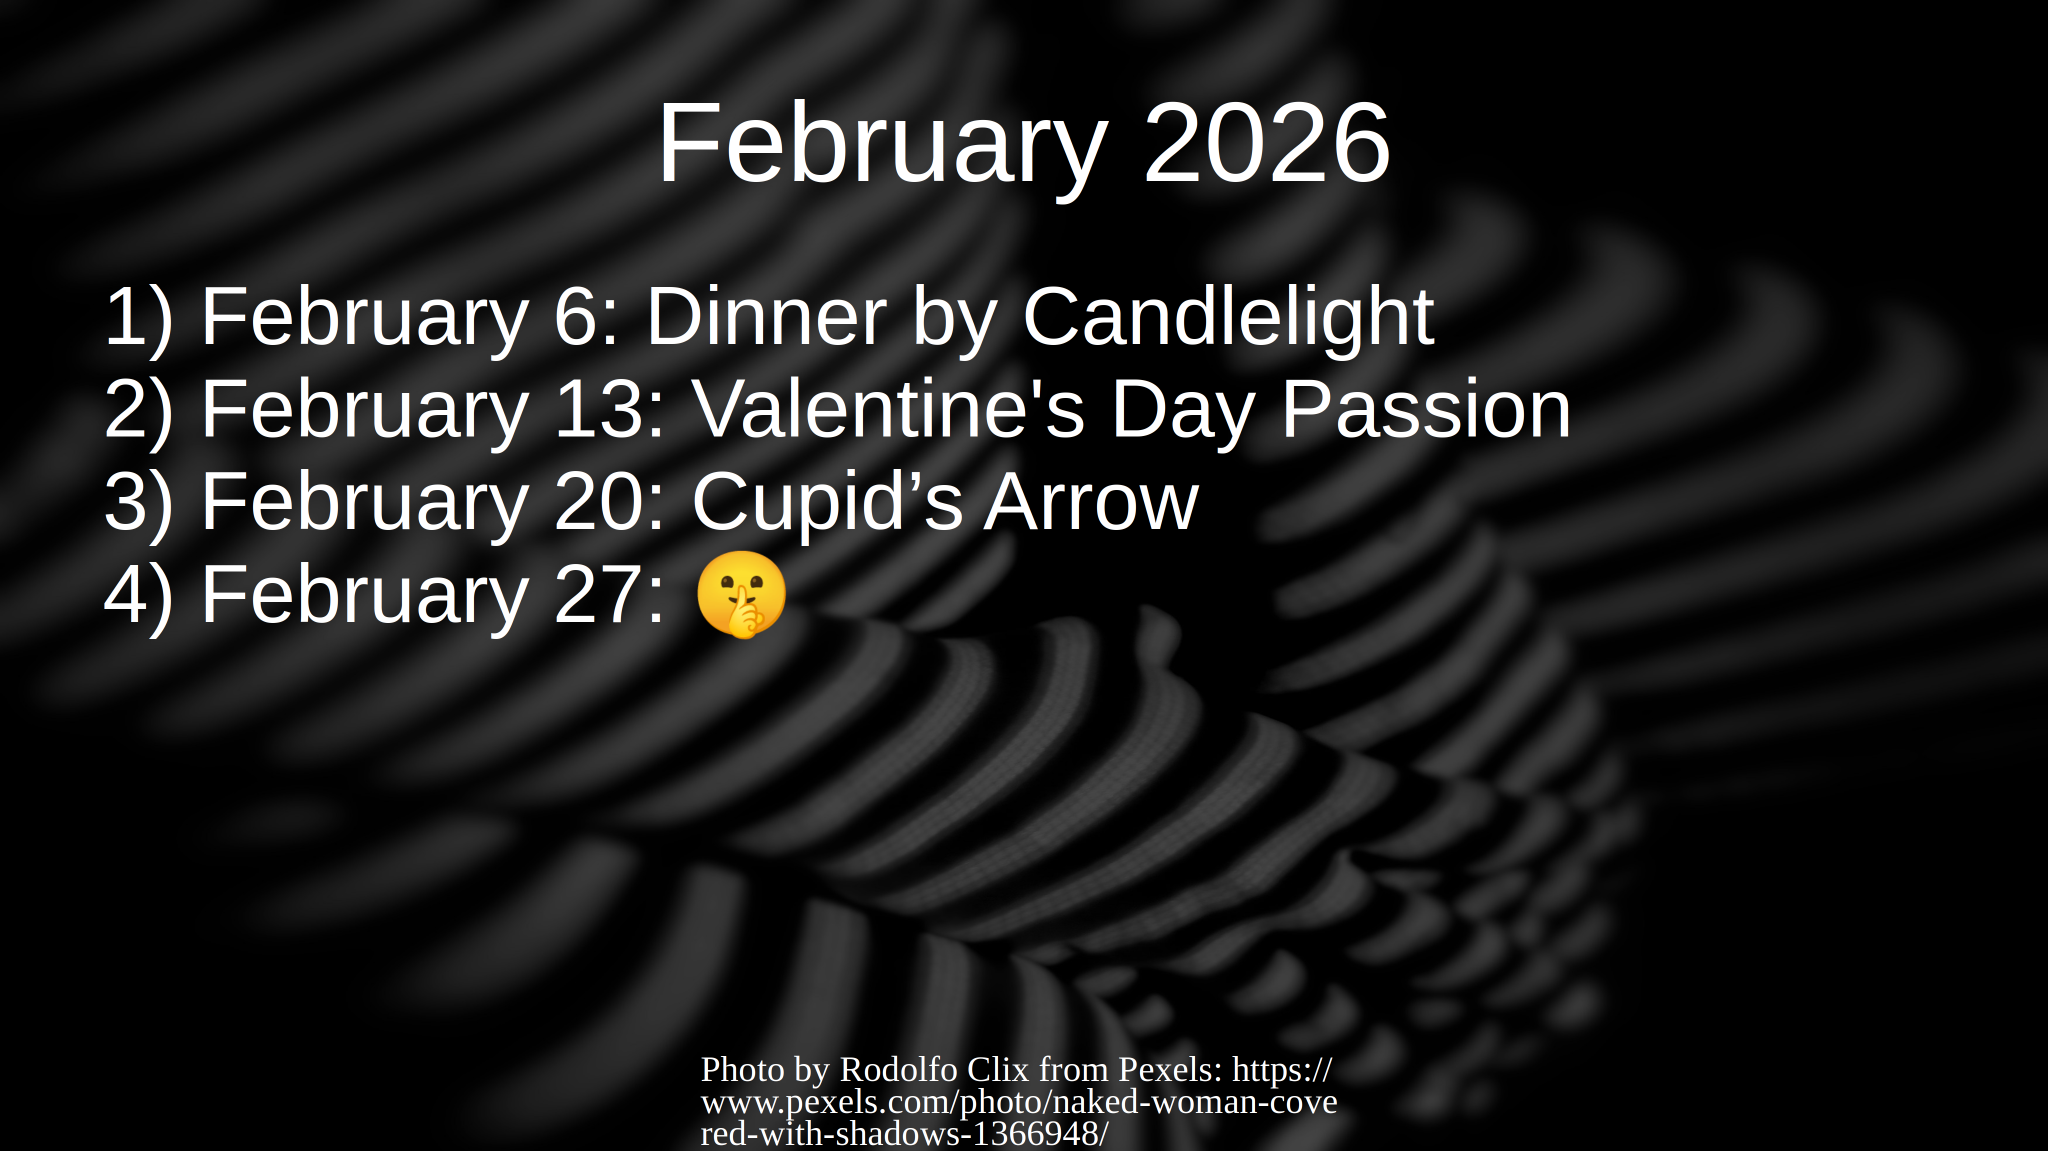 February 2026
1) February 6: Dinner by Candlelight
2) February 13: Valentine's Day Passion
3) February 20: Cupid’s Arrow
4) February 27: 🤫
Photo by Rodolfo Clix from Pexels: https://
www.pexels.com/photo/naked-woman-cove
red-with-shadows-1366948/